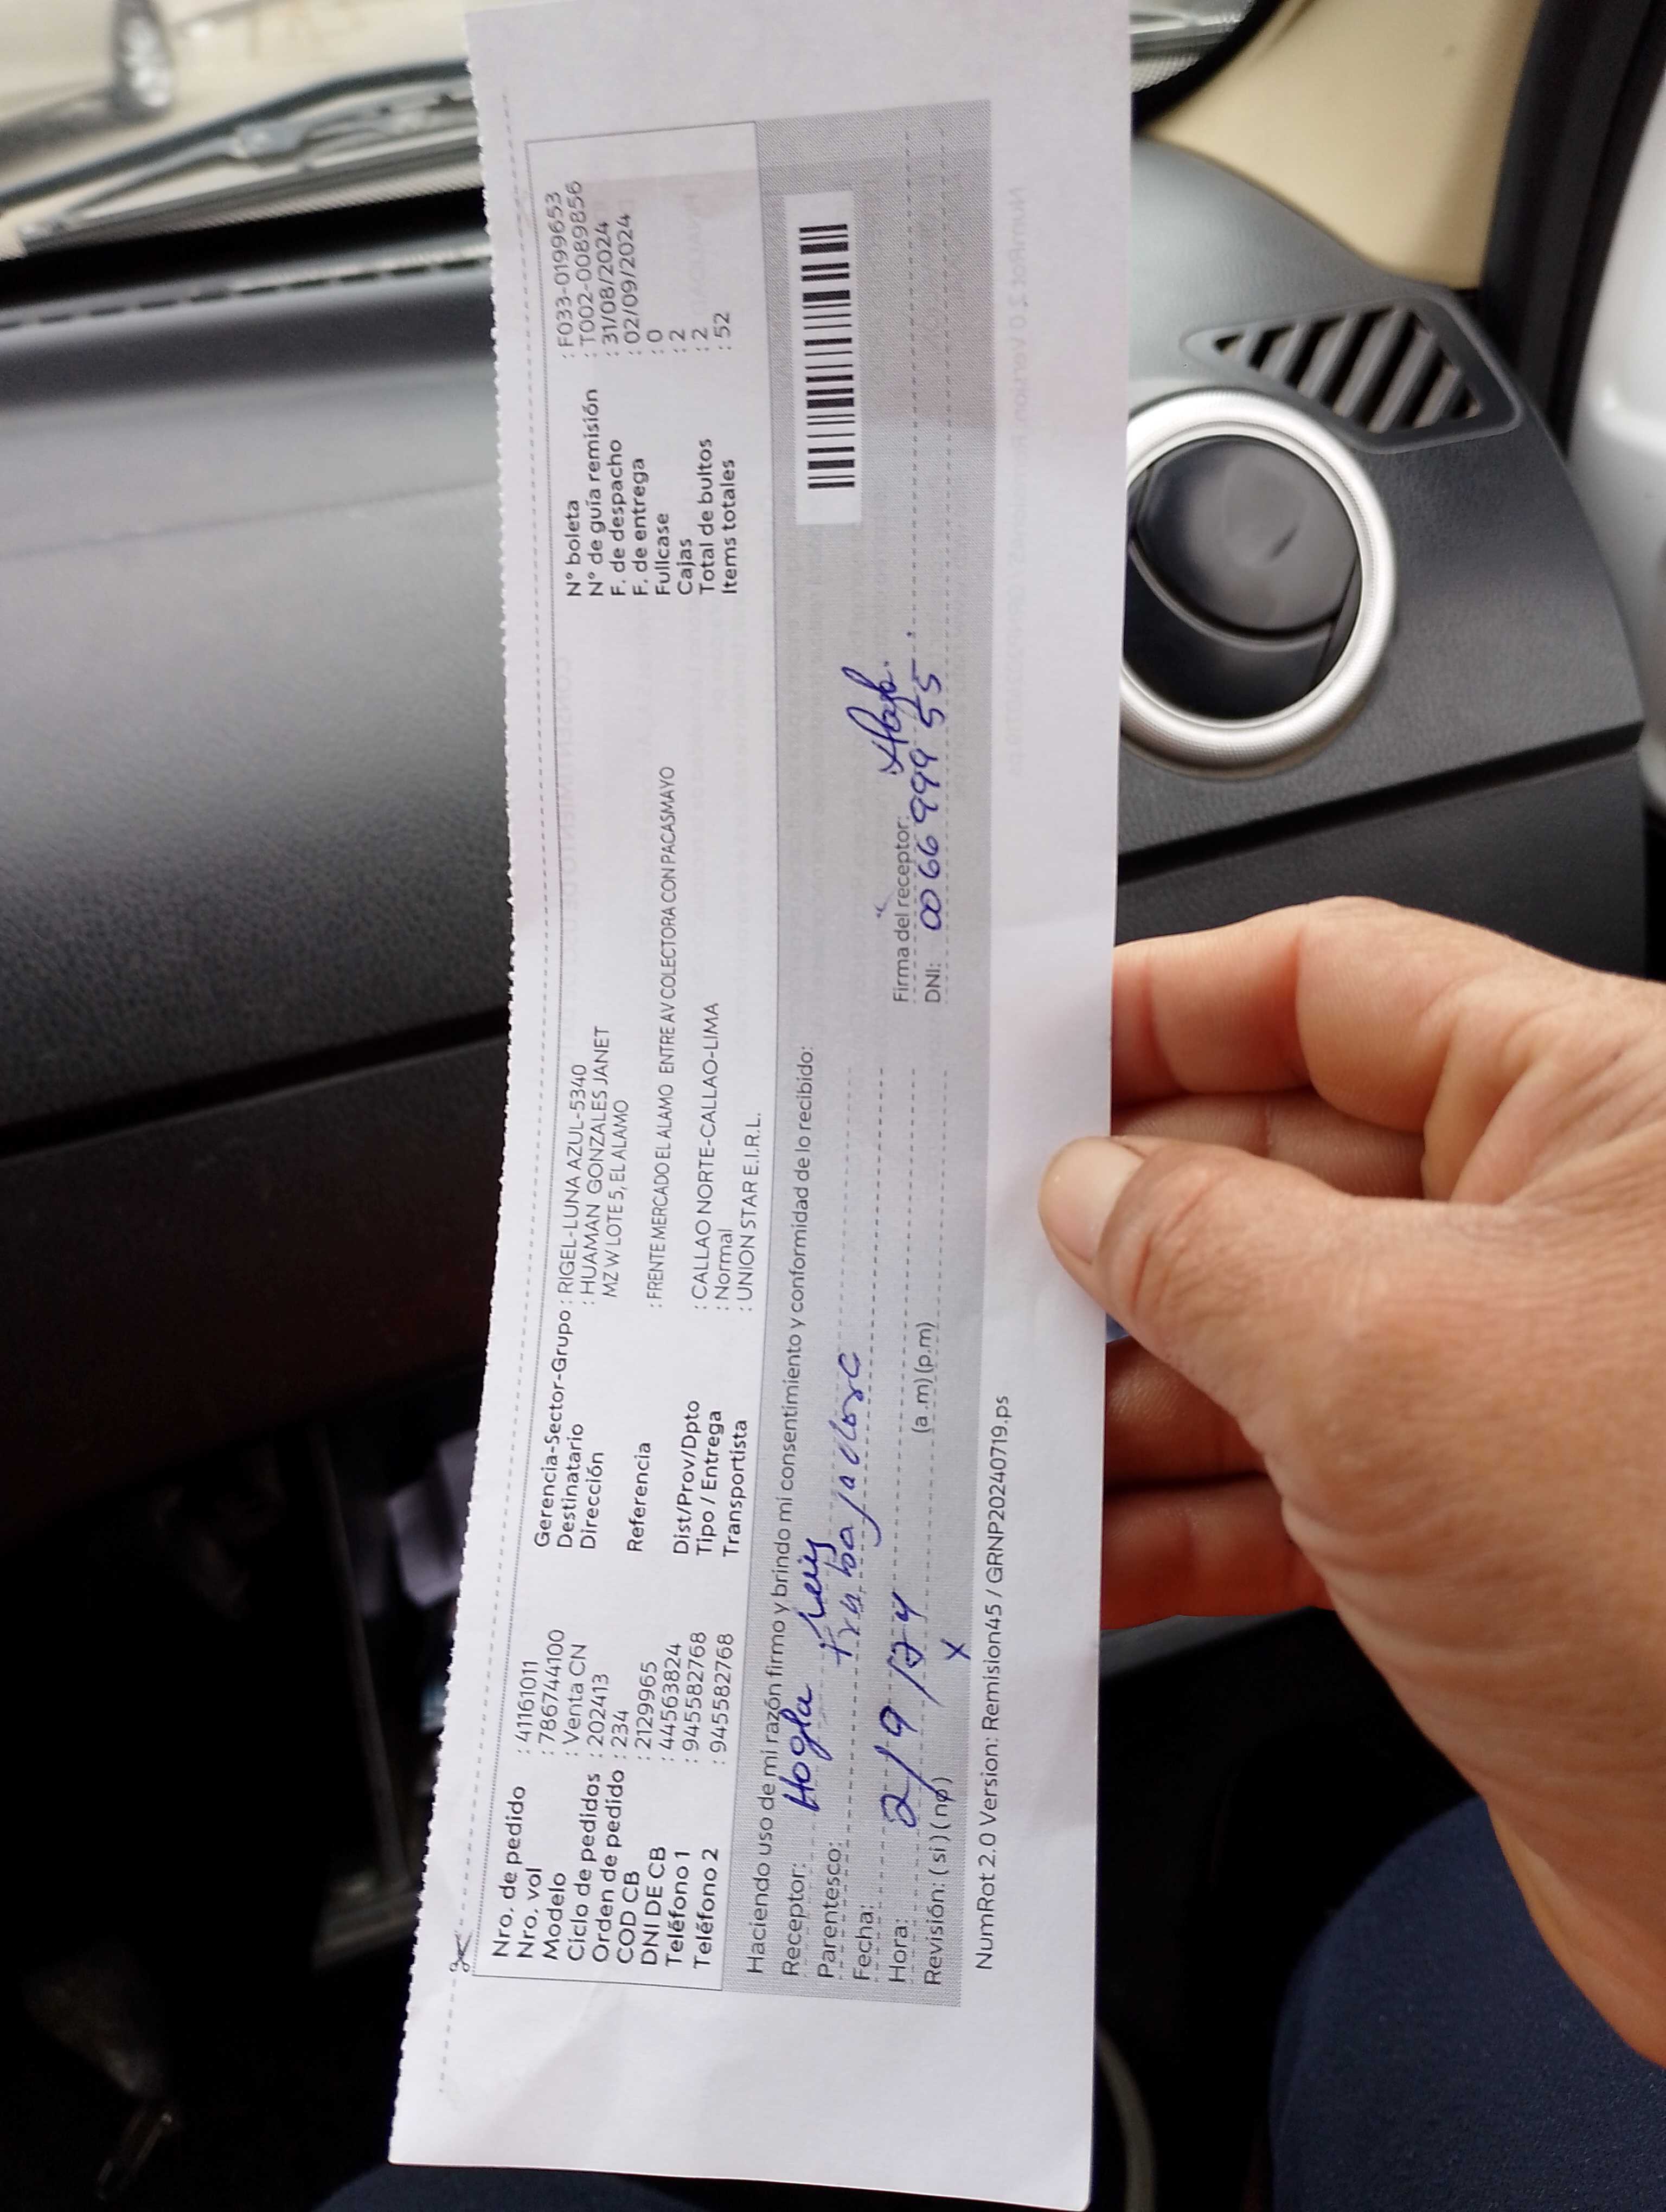 Nro. de pedido : 41161011
Nro. vol : 786744100
Modelo : Venta CN
Ciclo de pedidos : 202413
Orden de pedido : 234
COD CB : 2129965
DNI DE CB : 44563824
Teléfono 1 : 945582768
Teléfono 2 : 945582768
Gerencia-Sector-Grupo : RIGEL-LUNA AZUL-5340
Destinatario : HUAMAN GONZALES JANET
Dirección MZ W LOTE 5, EL ALAMO
Referencia : FRENTE MERCADO EL ALAMO ENTRE AV COLECTORA CON PACASMAYO
Dist/Prov/Dpto : CALLAO NORTE-CALLAO-LIMA
Tipo / Entrega : Normal
Transportista : UNION STAR E.I.R.L.
N° boleta : F033-0199653
N° de guía remisión : T002-0089856
F. de despacho : 31/08/2024
F. de entrega : 02/09/2024
Fullcase : 0
Cajas : 2
Total de bultos : 2
Items totales : 52
Haciendo uso de mi razón firmo y brindo mi consentimiento y conformidad de lo recibido:
Receptor: Hogla
Parentesco: trabajadora
Fecha: 2/9/24
Hora: (a.m) (p.m)
Revisión: (si) (no) X
Firma del receptor:
DNI: 006699955
NumRot 2.0 Version: Remision45 / GRNP20240719.ps